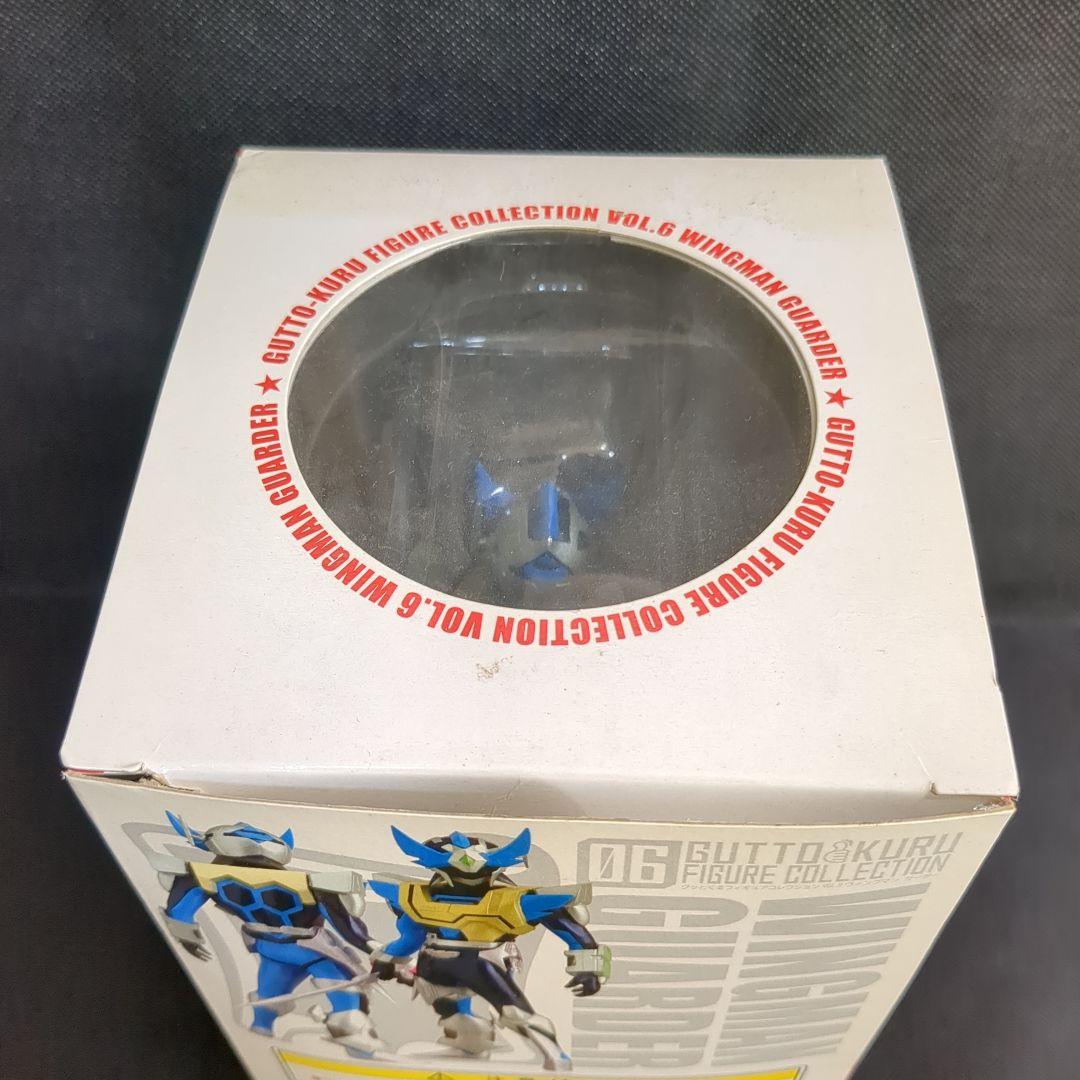 GUTTO-KURU FIGURE COLLECTION VOL.6 WINGMAN GUARDER ★
GUTTO-KURU FIGURE COLLECTION VOL.6 WINGMAN GUARDER ★
06 GUTTO KURU
FIGURE COLLECTION
WINGMAN
GUARDER